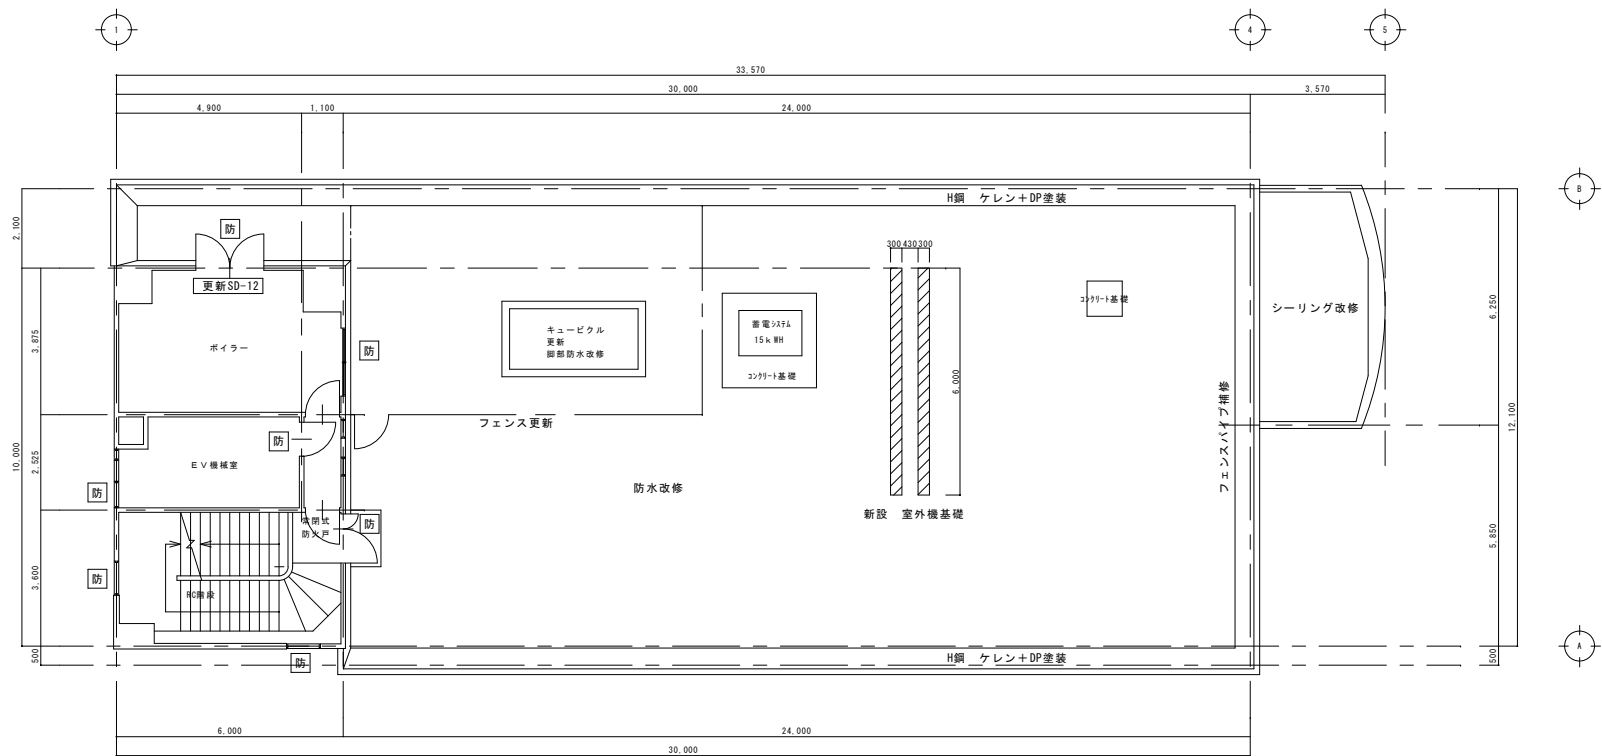 1
4
5
33,570
30,000
3,570
4,900
1,100
24,000
B
H鋼 ケレン+DP塗装
2,100
防
300
430
300
更新SD-12
コンクリート基礎
シーリング改修
6,250
蓄電システム
15kWH
キュービクル
更新
脚部防水改修
ボイラー
防
3,875
コンクリート基礎
6,000
フェンスパイプ補修
12,100
フェンス更新
防
10,000
2,525
EV機械室
防水改修
防
新設 室外機基礎
常閉式
防火戸
防
5,850
防
3,600
RC階段
500
防
H鋼 ケレン+DP塗装
500
A
6,000
24,000
30,000